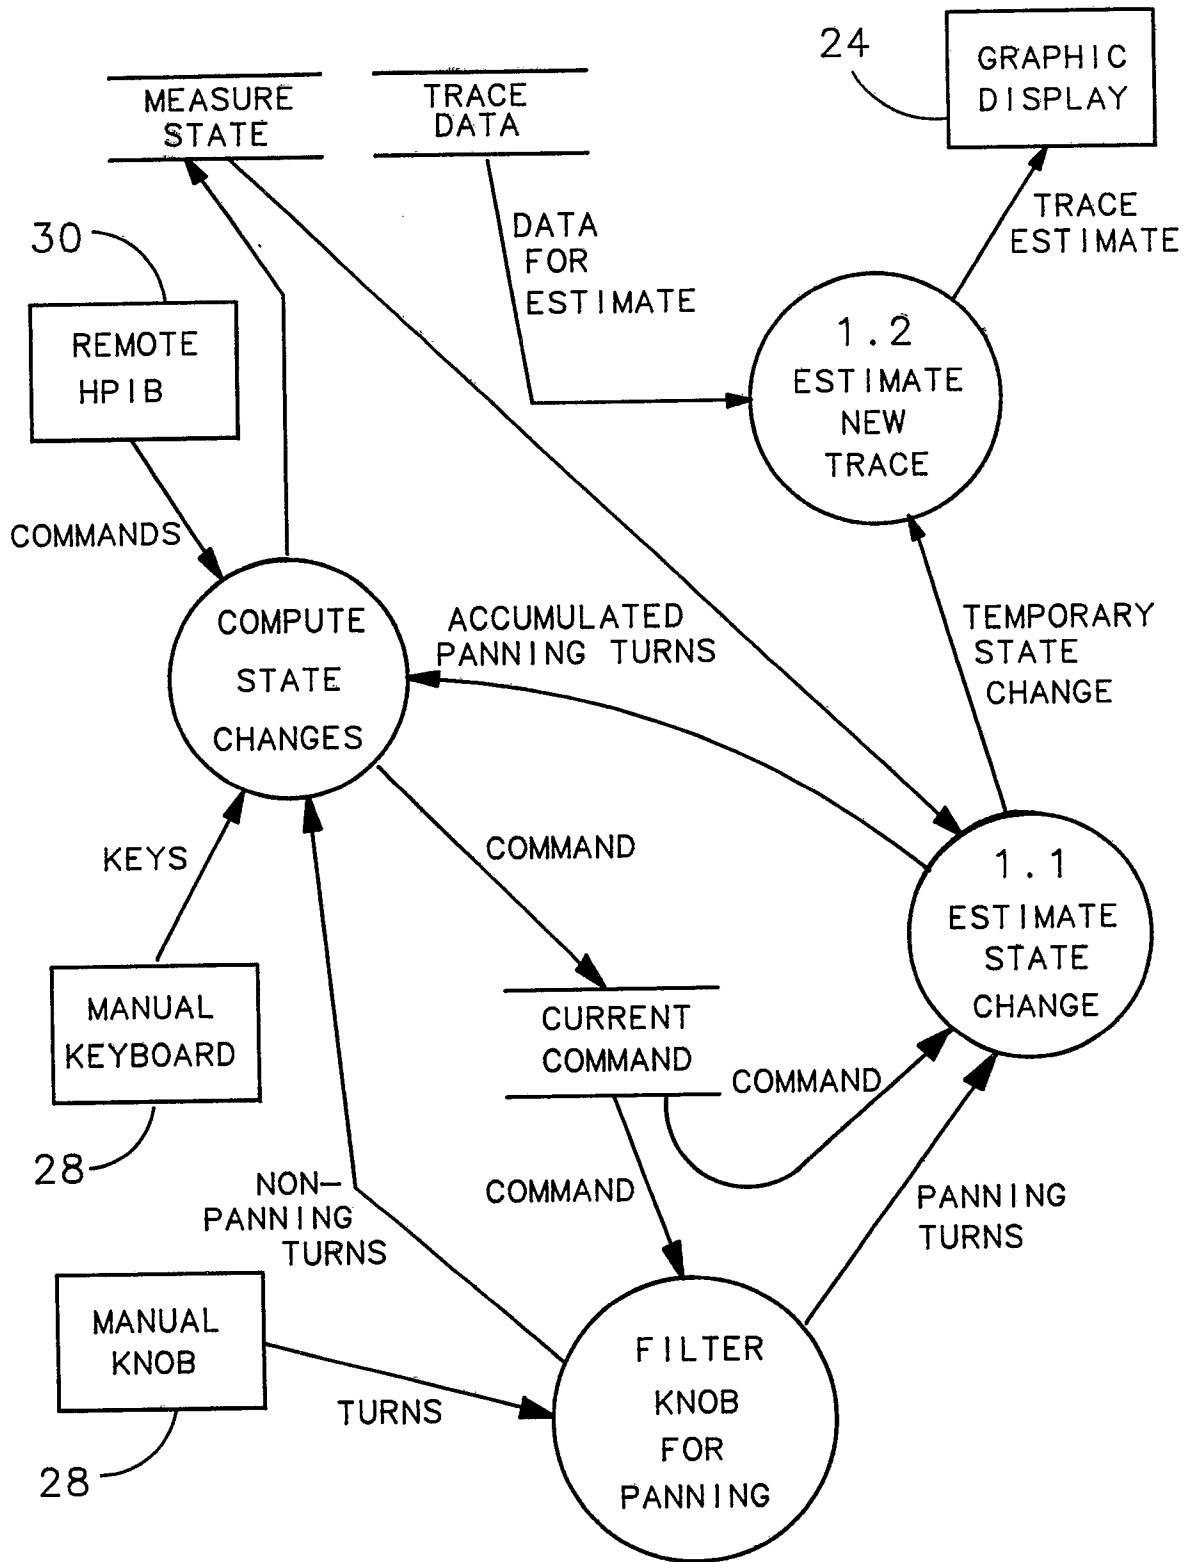 24
GRAPHIC
DISPLAY
MEASURE
STATE
TRACE
DATA
TRACE
ESTIMATE
30
DATA
FOR
ESTIMATE
REMOTE
HPIB
1.2
ESTIMATE
NEW
TRACE
COMMANDS
COMPUTE
STATE
CHANGES
ACCUMULATED
PANNING TURNS
TEMPORARY
STATE
CHANGE
KEYS
COMMAND
1.1
ESTIMATE
STATE
CHANGE
MANUAL
KEYBOARD
CURRENT
COMMAND
COMMAND
28
NON-
PANNING
TURNS
COMMAND
PANNING
TURNS
MANUAL
KNOB
TURNS
FILTER
KNOB
FOR
PANNING
28